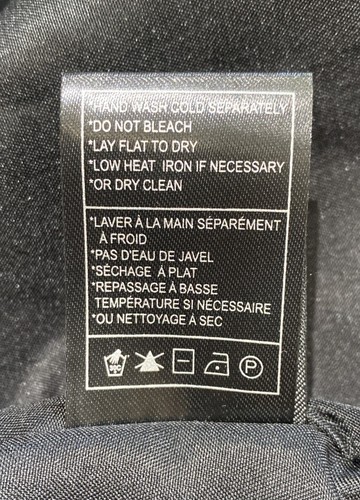 *HAND WASH COLD SEPARATELY
*DO NOT BLEACH
*LAY FLAT TO DRY
*LOW HEAT IRON IF NECESSARY
*OR DRY CLEAN
*LAVER À LA MAIN SÉPARÉMENT
À FROID
*PAS D'EAU DE JAVEL
*SÉCHAGE À PLAT
*REPASSAGE À BASSE
TEMPÉRATURE SI NÉCESSAIRE
*OU NETTOYAGE À SEC
P